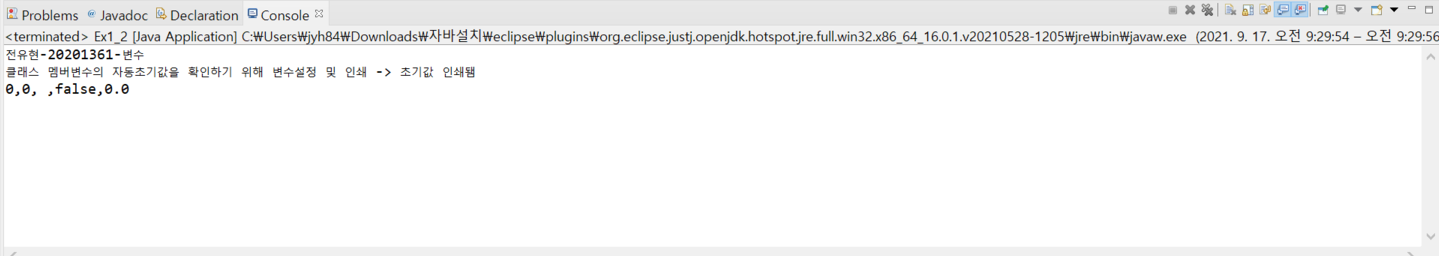 Problems Javadoc Declaration Console
<terminated> Ex1_2 [Java Application] C:₩Users₩jyh84₩Downloads₩자바설치₩eclipse₩plugins₩org.eclipse.justj.openjdk.hotspot.jre.full.win32.x86_64_16.0.1.v20210528-1205₩jre₩bin₩javaw.exe (2021. 9. 17. 오전 9:29:54 – 오전 9:29:56
전유현-20201361-변수
클래스 멤버변수의 자동초기값을 확인하기 위해 변수설정 및 인쇄 -> 초기값 인쇄됨
0,0, ,false,0.0